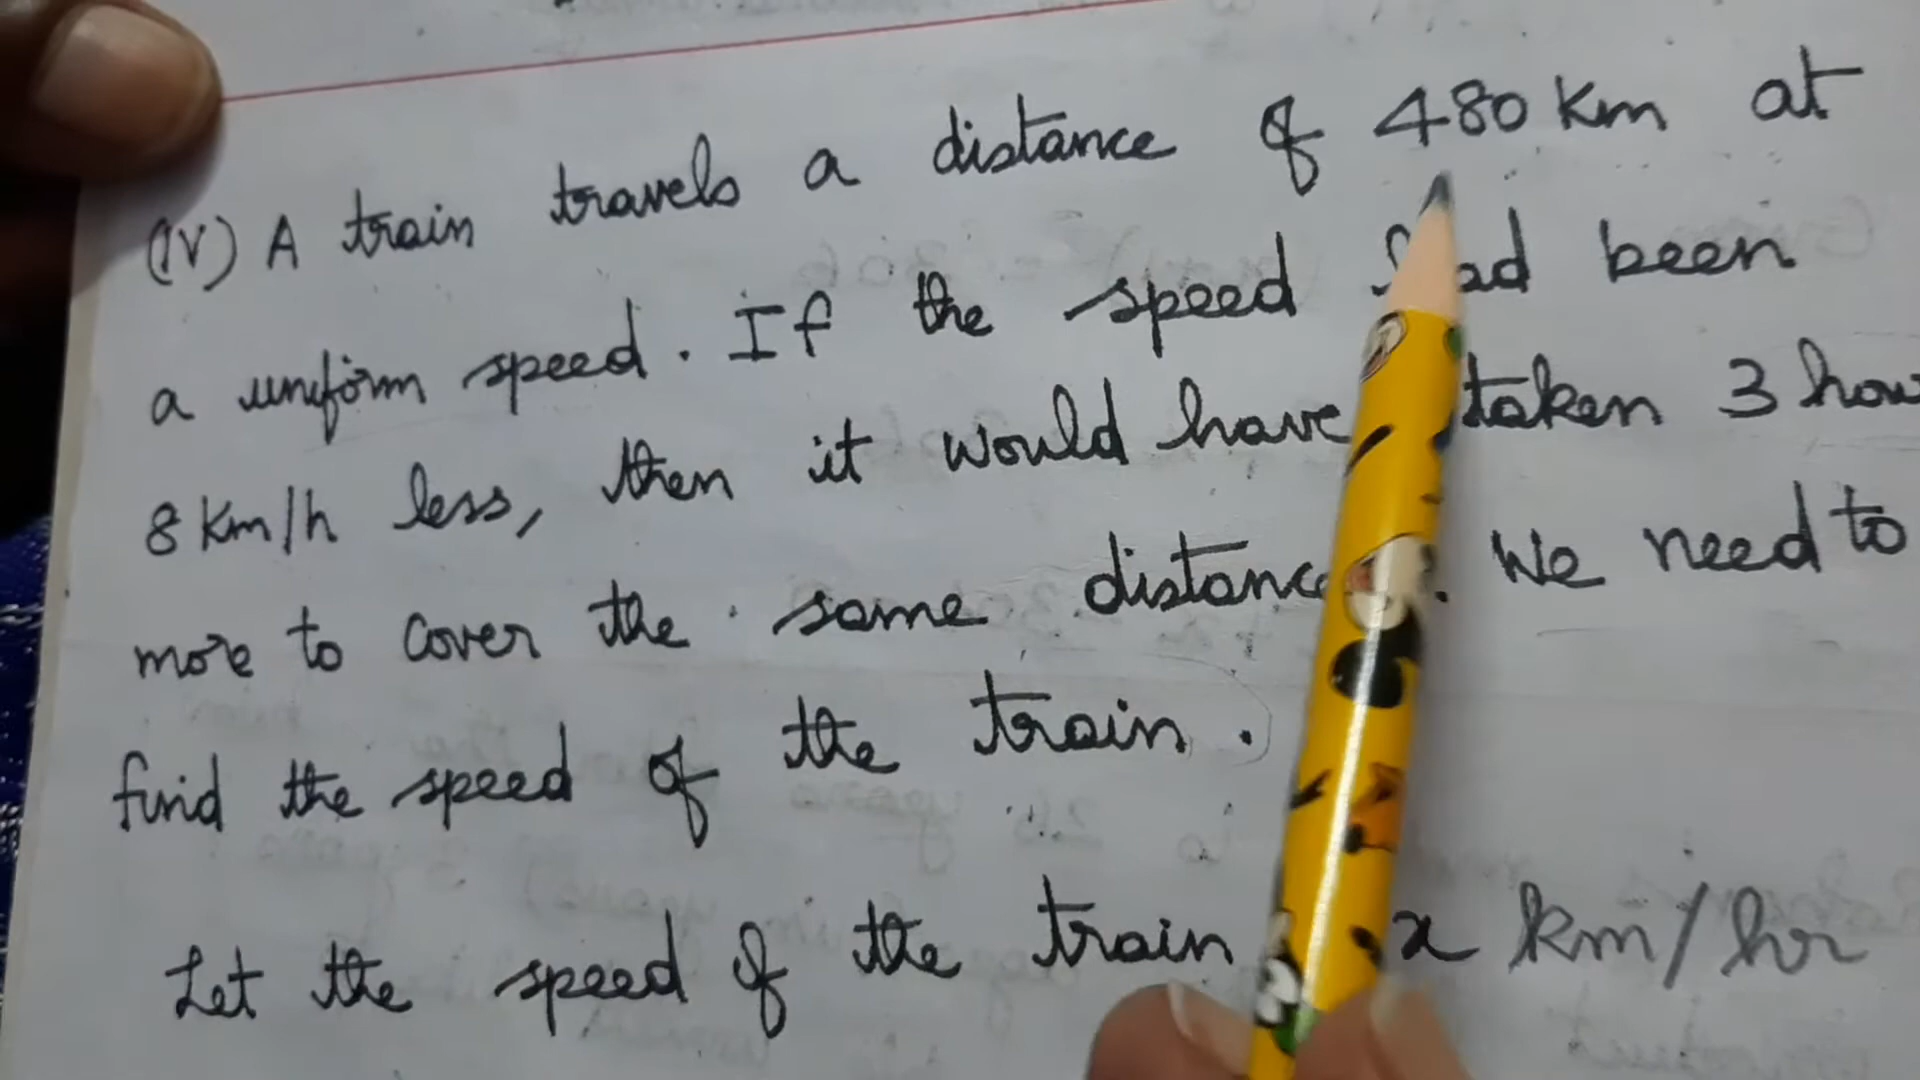 (IV) A train travels a distance of 480 km at
a uniform speed. If the speed had been
8 km/h less, then it would have taken 3 hou
more to cover the same distance. We need to
find the speed of the train.
Let the speed of the train x km/hr